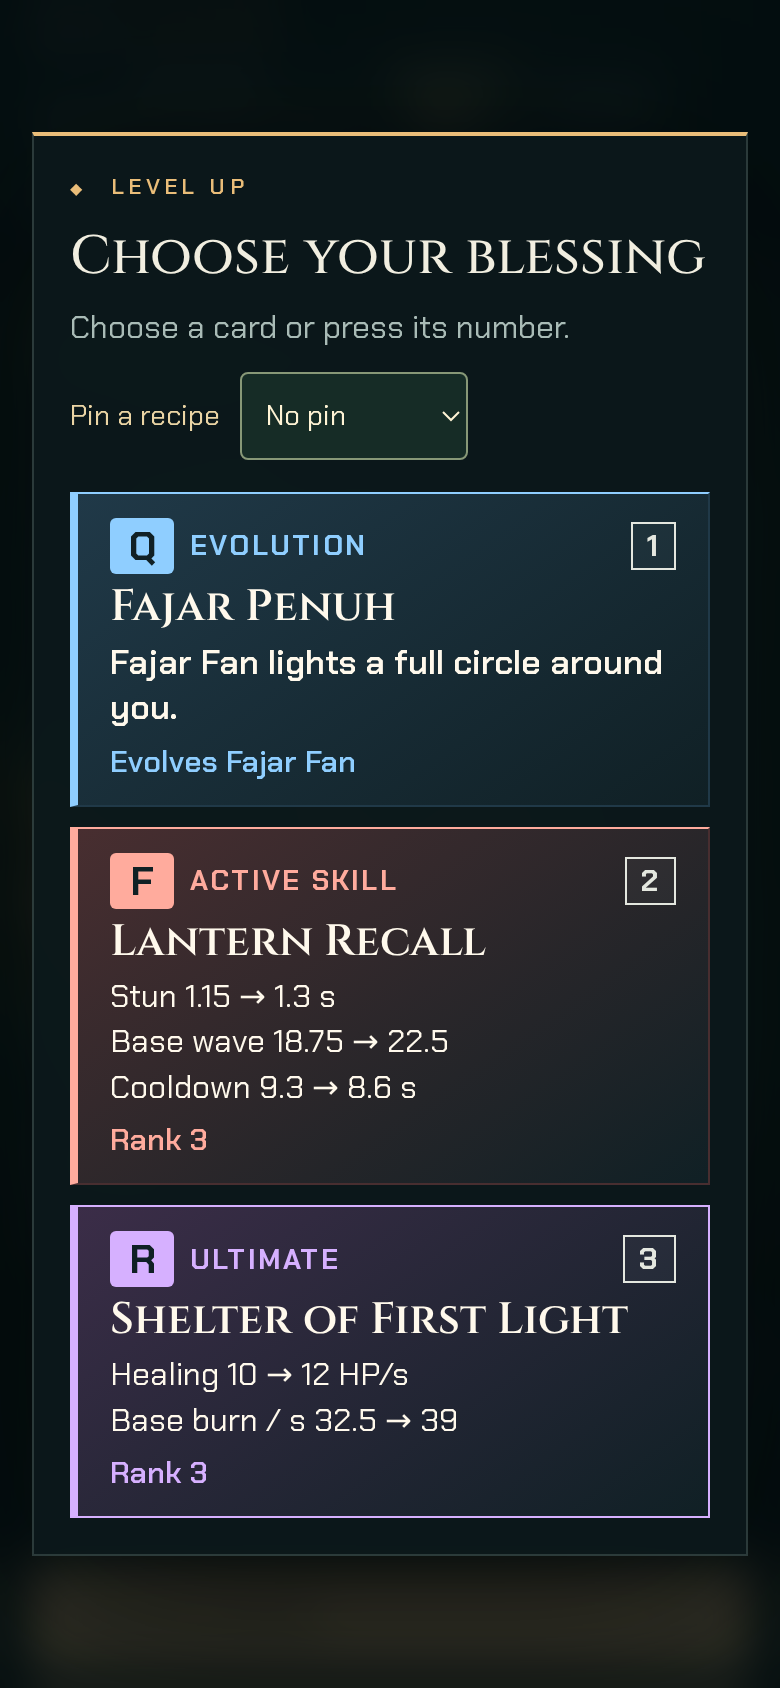 LEVEL UP
Choose your blessing
Choose a card or press its number.
Pin a recipe No pin
Q EVOLUTION 1
Fajar Penuh
Fajar Fan lights a full circle around
you.
Evolves Fajar Fan
F ACTIVE SKILL 2
Lantern Recall
Stun 1.15 → 1.3 s
Base wave 18.75 → 22.5
Cooldown 9.3 → 8.6 s
Rank 3
R ULTIMATE 3
Shelter of First Light
Healing 10 → 12 HP/s
Base burn / s 32.5 → 39
Rank 3